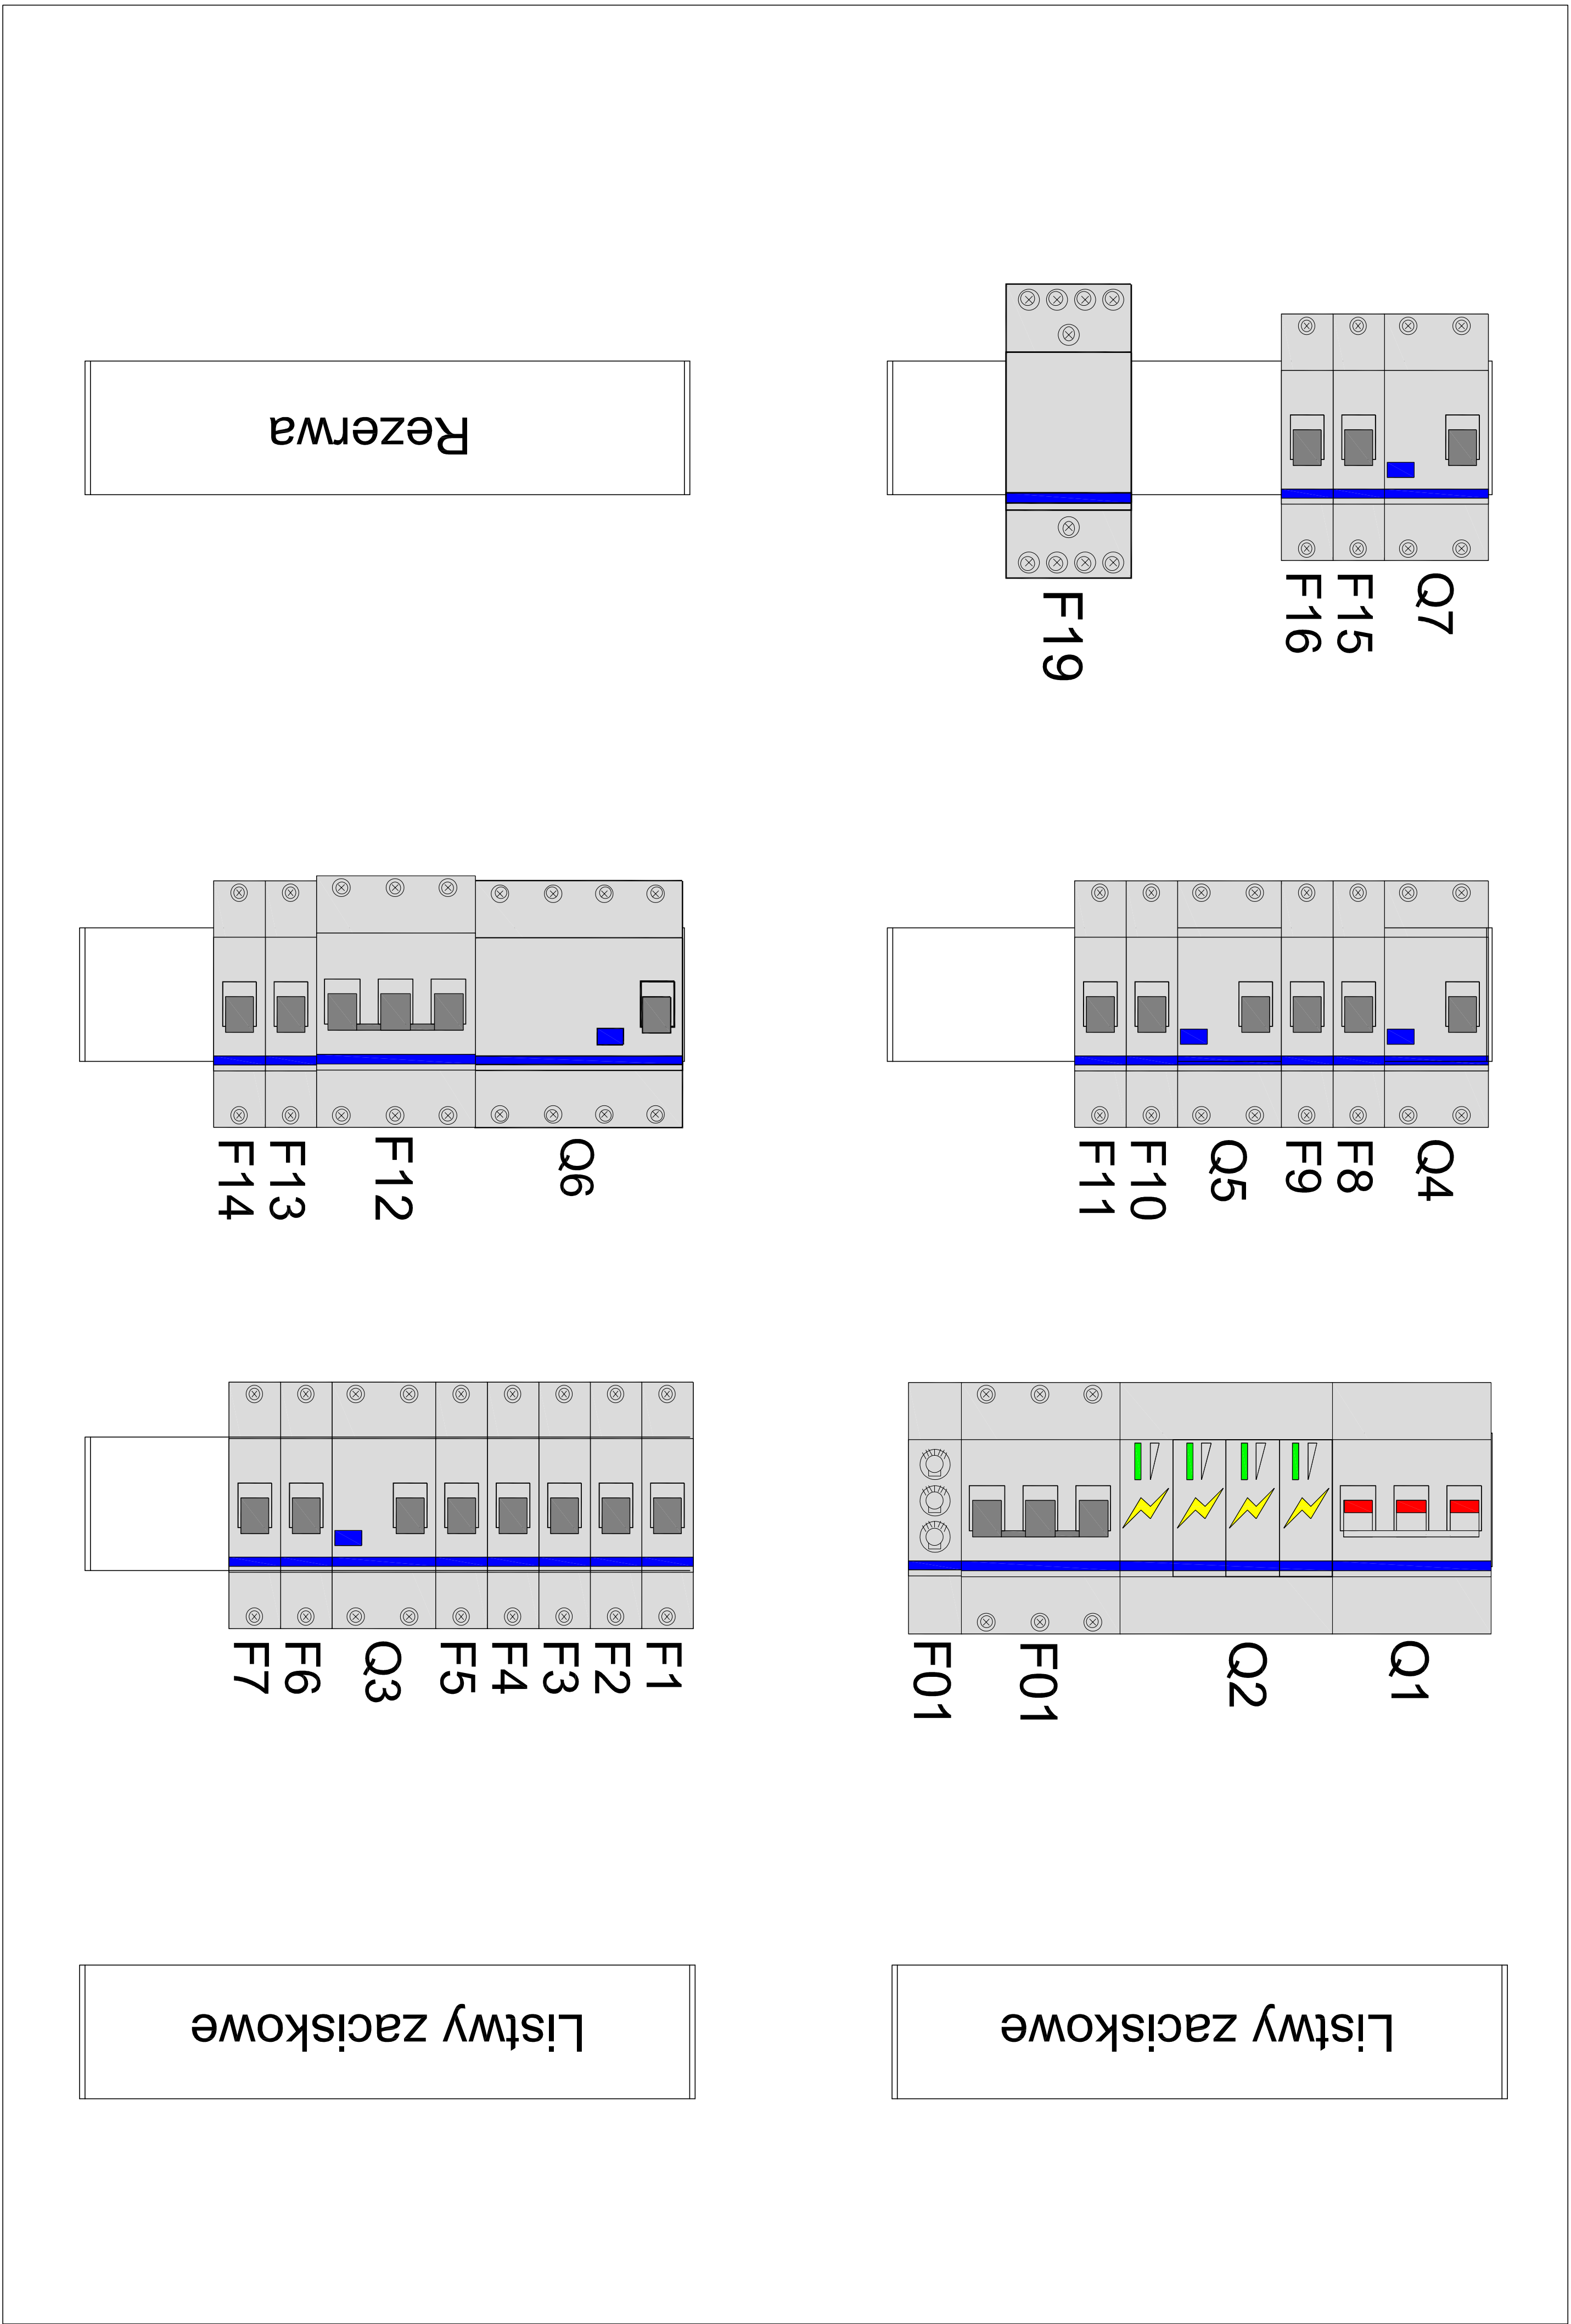 Listwy zaciskowe
Listwy zaciskowe
Q1
Q2
F01
F01
F1
F2
F3
F4
F5
Q3
F6
F7
Q4
F8
F9
Q5
F10
F11
Q6
F12
F13
F14
Q7
F15
F16
F19
Rezerwa